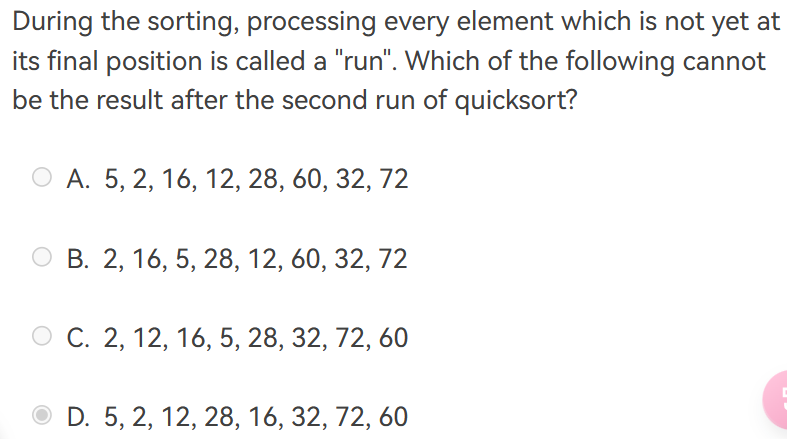 During the sorting, processing every element which is not yet at
its final position is called a "run". Which of the following cannot
be the result after the second run of quicksort?
A. 5, 2, 16, 12, 28, 60, 32, 72
B. 2, 16, 5, 28, 12, 60, 32, 72
C. 2, 12, 16, 5, 28, 32, 72, 60
D. 5, 2, 12, 28, 16, 32, 72, 60